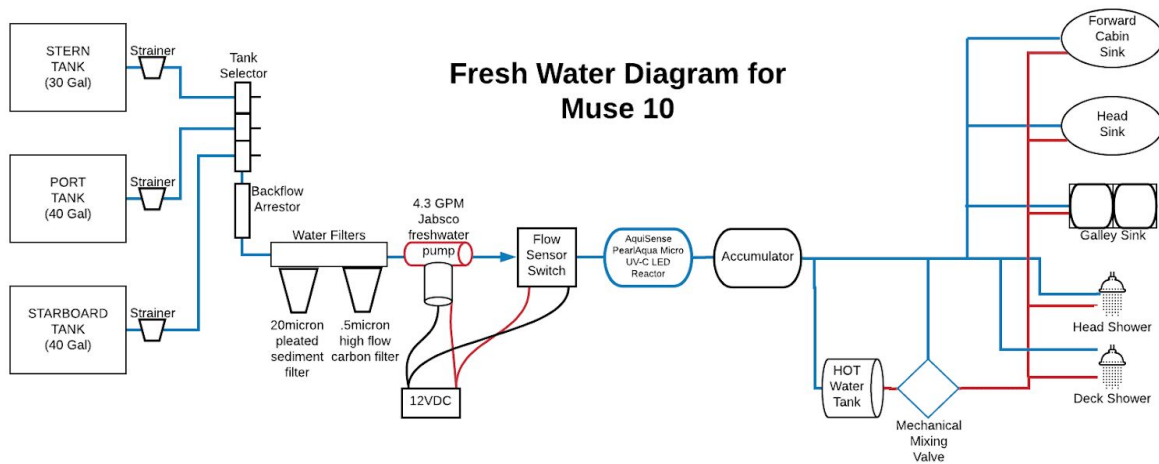 Fresh Water Diagram for
Muse 10
STERN
TANK
(30 Gal)
Strainer
Tank
Selector
PORT
TANK
(40 Gal)
Strainer
STARBOARD
TANK
(40 Gal)
Strainer
Backflow
Arrestor
Water Filters
20micron
pleated
sediment
filter
.5micron
high flow
carbon filter
4.3 GPM
Jabsco
freshwater
pump
12VDC
Flow
Sensor
Switch
AquiSense
PearlAqua Micro
UV-C LED
Reactor
Accumulator
HOT
Water
Tank
Mechanical
Mixing
Valve
Forward
Cabin
Sink
Head
Sink
Galley Sink
Head Shower
Deck Shower